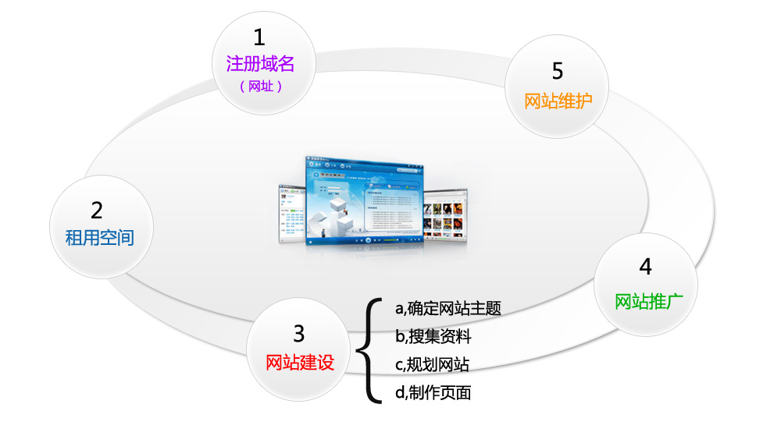 1
注册域名
（网址）
2
租用空间
3
网站建设
a,确定网站主题
b,搜集资料
c,规划网站
d,制作页面
4
网站推广
5
网站维护